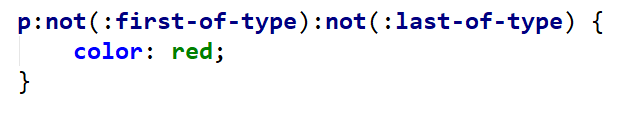 p:not(:first-of-type):not(:last-of-type) {
    color: red;
}